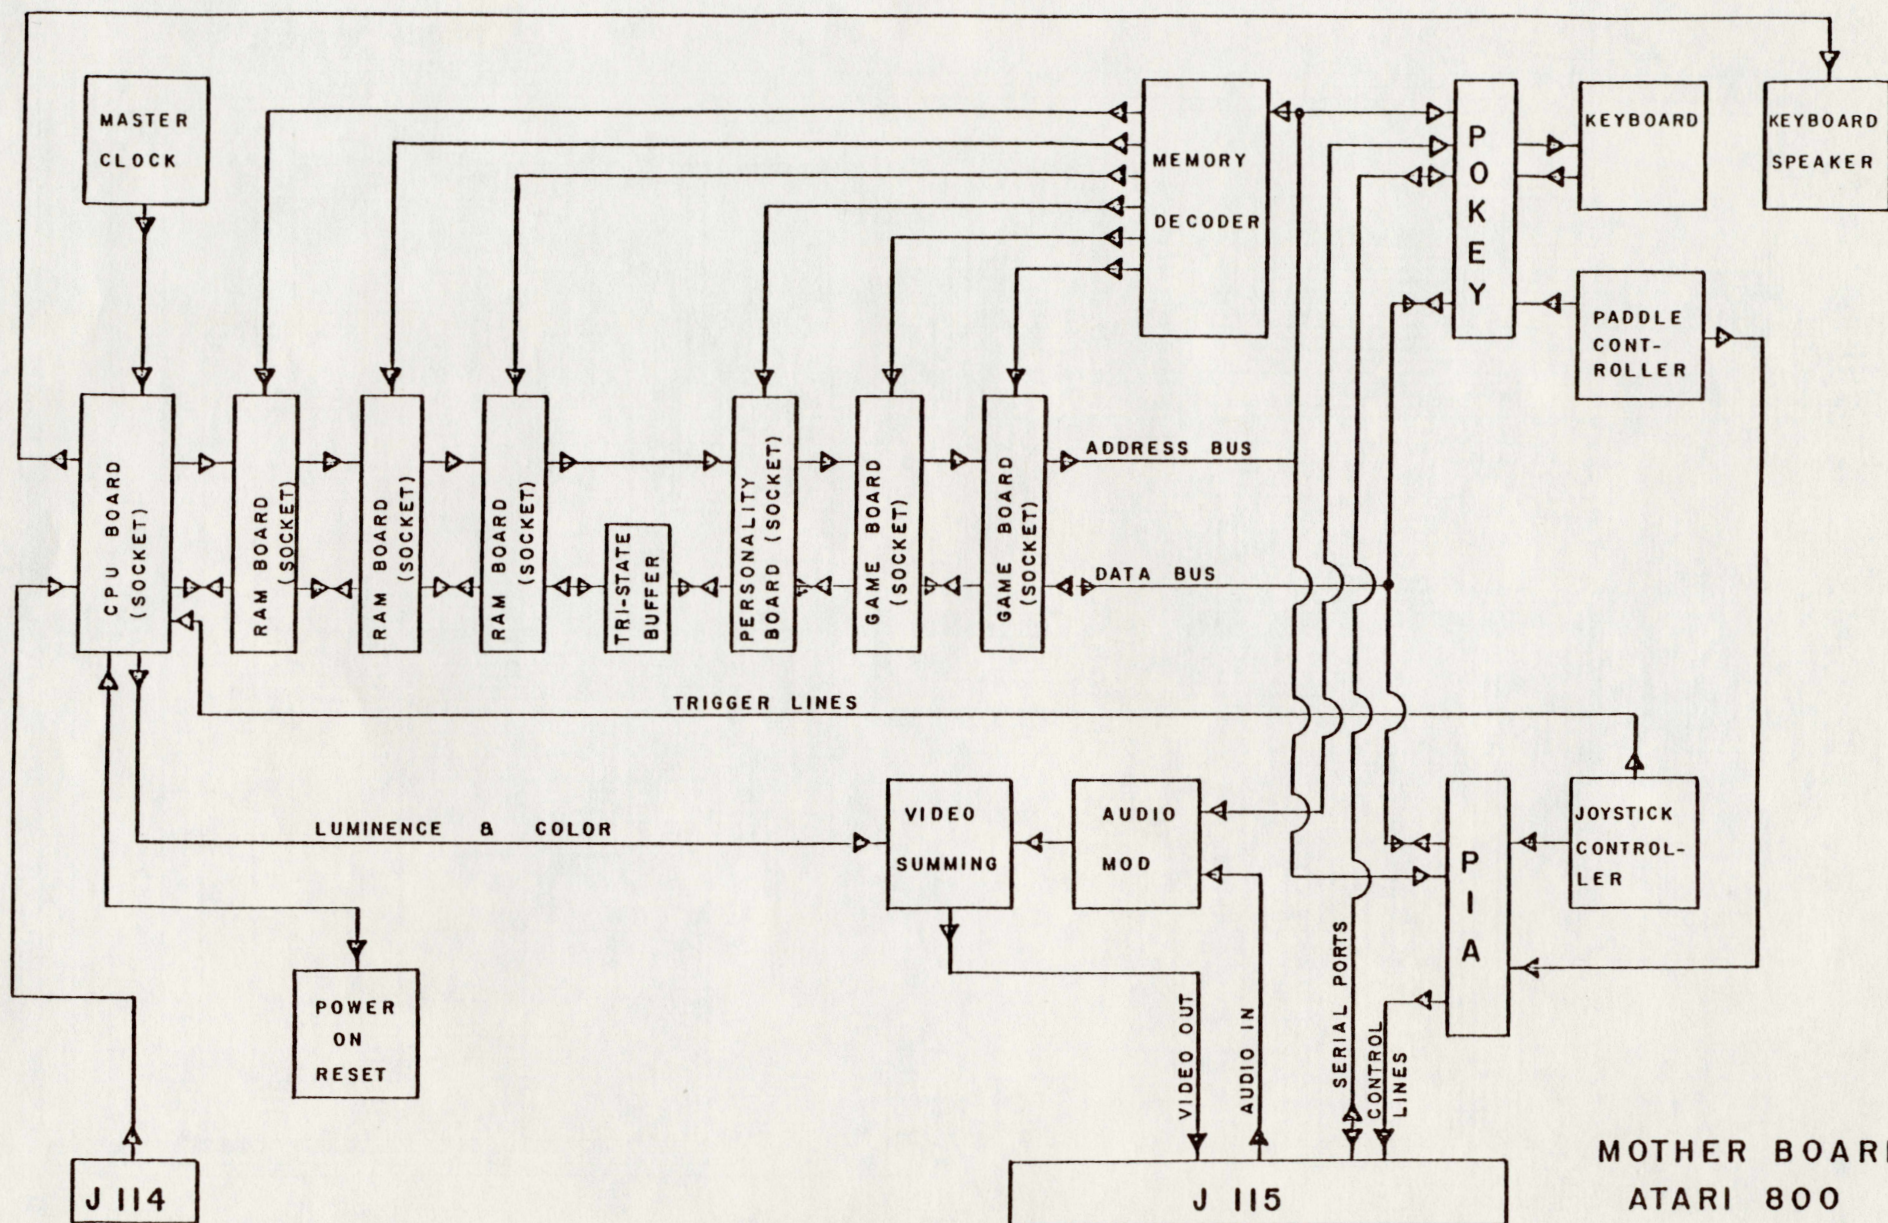 MASTER
CLOCK
MEMORY
DECODER
POKEY
KEYBOARD
KEYBOARD
SPEAKER
PADDLE
CONT-
ROLLER
CPU BOARD
(SOCKET)
RAM BOARD
(SOCKET)
RAM BOARD
(SOCKET)
RAM BOARD
(SOCKET)
TRI-STATE
BUFFER
PERSONALITY
BOARD (SOCKET)
GAME BOARD
(SOCKET)
GAME BOARD
(SOCKET)
ADDRESS BUS
DATA BUS
TRIGGER LINES
LUMINENCE & COLOR
VIDEO
SUMMING
AUDIO
MOD
PIA
JOYSTICK
CONTROL-
LER
POWER
ON
RESET
VIDEO OUT
AUDIO IN
SERIAL PORTS
CONTROL
LINES
J 114
J 115
MOTHER BOAR
ATARI 800